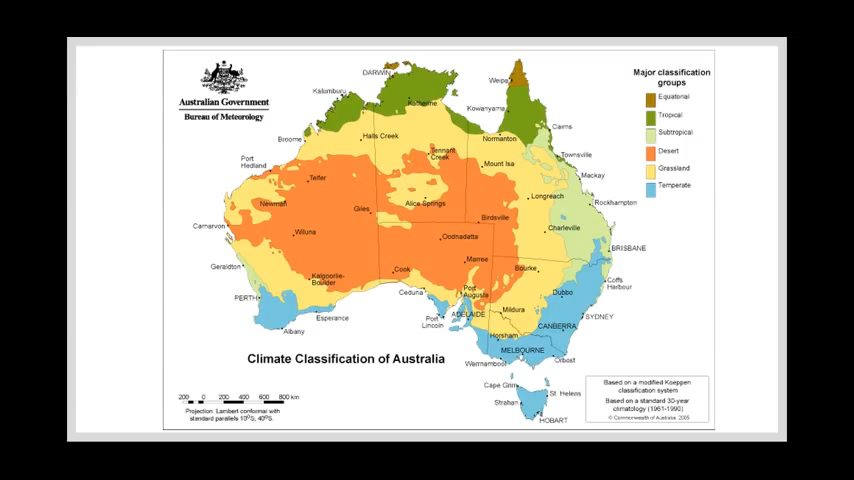 Australian Government
Bureau of Meteorology
Major classification
groups
Equatorial
Tropical
Subtropical
Desert
Grassland
Temperate
DARWIN
Weipa
Kalumburu
Katherine
Kowanyama
Cairns
Broome
Halls Creek
Normanton
Tennant
Creek
Townsville
Port
Hedland
Mount Isa
Mackay
Telfer
Newman
Giles
Alice Springs
Longreach
Rockhampton
Birdsville
Carnarvon
Wiluna
Oodnadatta
Charleville
BRISBANE
Geraldton
Marree
Cook
Bourke
Kalgoorlie-
Boulder
Coffs
Harbour
PERTH
Ceduna
Port
Augusta
Dubbo
Esperance
Mildura
SYDNEY
Albany
Port
Lincoln
ADELAIDE
CANBERRA
Horsham
MELBOURNE
Orbost
Warrnambool
Climate Classification of Australia
Cape Grim
St. Helens
Strahan
HOBART
200 0 200 400 600 800 km
Projection: Lambert conformal with
standard parallels 10°S, 40°S.
Based on a modified Koeppen
classification system
Based on a standard 30-year
climatology (1961-1990)
© Commonwealth of Australia, 2005